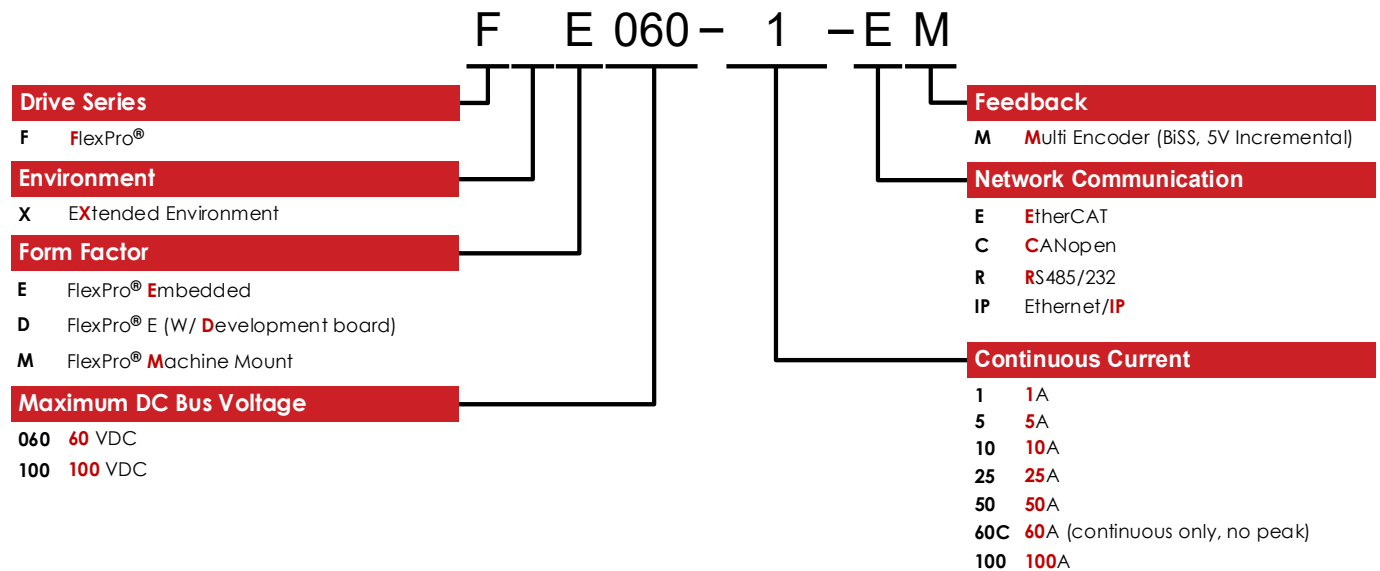 F E 060 – 1 – E M
Drive Series
F FlexPro®
Environment
X EXtended Environment
Form Factor
E FlexPro® Embedded
D FlexPro® E (W/ Development board)
M FlexPro® Machine Mount
Maximum DC Bus Voltage
060 60 VDC
100 100 VDC
Feedback
M Multi Encoder (BiSS, 5V Incremental)
Network Communication
E EtherCAT
C CANopen
R RS485/232
IP Ethernet/IP
Continuous Current
1 1A
5 5A
10 10A
25 25A
50 50A
60C 60A (continuous only, no peak)
100 100A